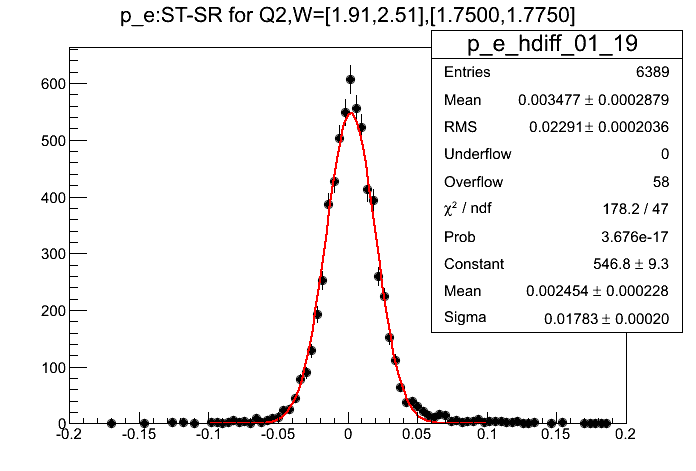 p_e:ST-SR for Q2,W=[1.91,2.51],[1.7500,1.7750]
p_e_hdiff_01_19
Entries 6389
Mean 0.003477 ± 0.0002879
RMS 0.02291 ± 0.0002036
Underflow 0
Overflow 58
χ² / ndf 178.2 / 47
Prob 3.676e-17
Constant 546.8 ± 9.3
Mean 0.002454 ± 0.000228
Sigma 0.01783 ± 0.00020
600
500
400
300
200
100
0
-0.2 -0.15 -0.1 -0.05 0 0.05 0.1 0.15 0.2